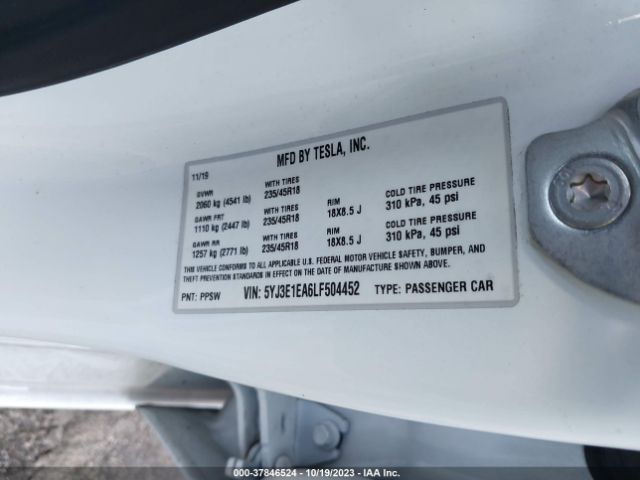 MFD BY TESLA, INC.
11/19
GVWR WITH TIRES
2060 kg (4541 lb) 235/45R18
GAWR FRT WITH TIRES RIM COLD TIRE PRESSURE
1110 kg (2447 lb) 235/45R18 18X8.5 J 310 kPa, 45 psi
GAWR RR WITH TIRES RIM COLD TIRE PRESSURE
1257 kg (2771 lb) 235/45R18 18X8.5 J 310 kPa, 45 psi
THIS VEHICLE CONFORMS TO ALL APPLICABLE U.S. FEDERAL MOTOR VEHICLE SAFETY, BUMPER, AND
THEFT PREVENTION STANDARDS IN EFFECT ON THE DATE OF MANUFACTURE SHOWN ABOVE.
PNT: PPSW VIN: 5YJ3E1EA6LF504452 TYPE: PASSENGER CAR
000-37846524 - 10/19/2023 - IAA Inc.